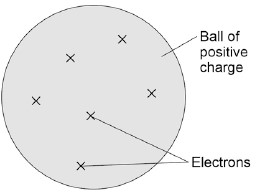 Ball of
positive
charge
Electrons